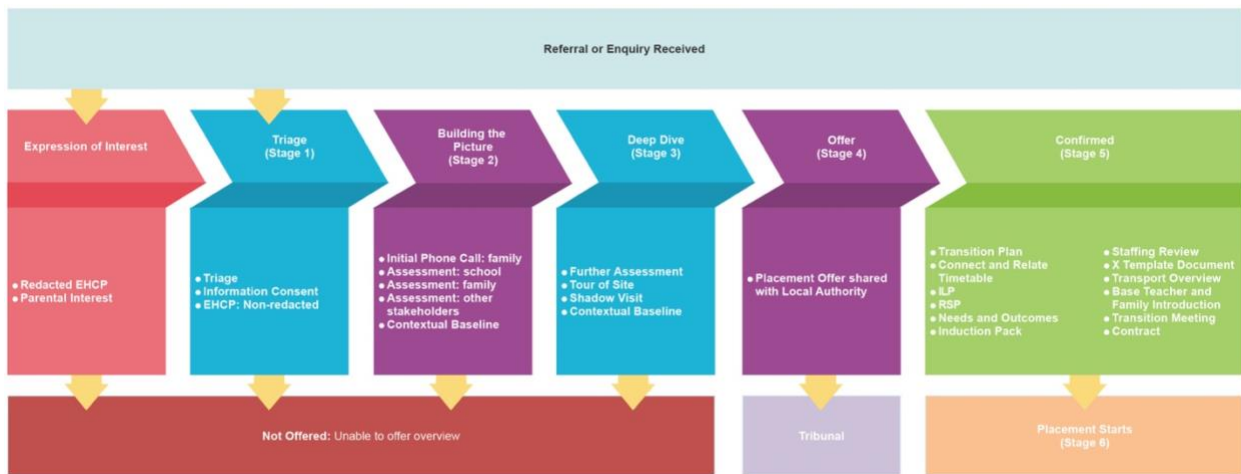 Referral or Enquiry Received
Expression of Interest
Triage
(Stage 1)
Building the
Picture
(Stage 2)
Deep Dive
(Stage 3)
Offer
(Stage 4)
Confirmed
(Stage 5)
● Redacted EHCP
● Parental Interest
● Triage
● Information Consent
● EHCP: Non-redacted
● Initial Phone Call: family
● Assessment: school
● Assessment: family
● Assessment: other
stakeholders
● Contextual Baseline
● Further Assessment
● Tour of Site
● Shadow Visit
● Contextual Baseline
● Placement Offer shared
with Local Authority
● Transition Plan
● Connect and Relate
Timetable
● ILP
● RSP
● Needs and Outcomes
● Induction Pack
● Staffing Review
● X Template Document
● Transport Overview
● Base Teacher and
Family Introduction
● Transition Meeting
● Contract
Not Offered: Unable to offer overview
Tribunal
Placement Starts
(Stage 6)